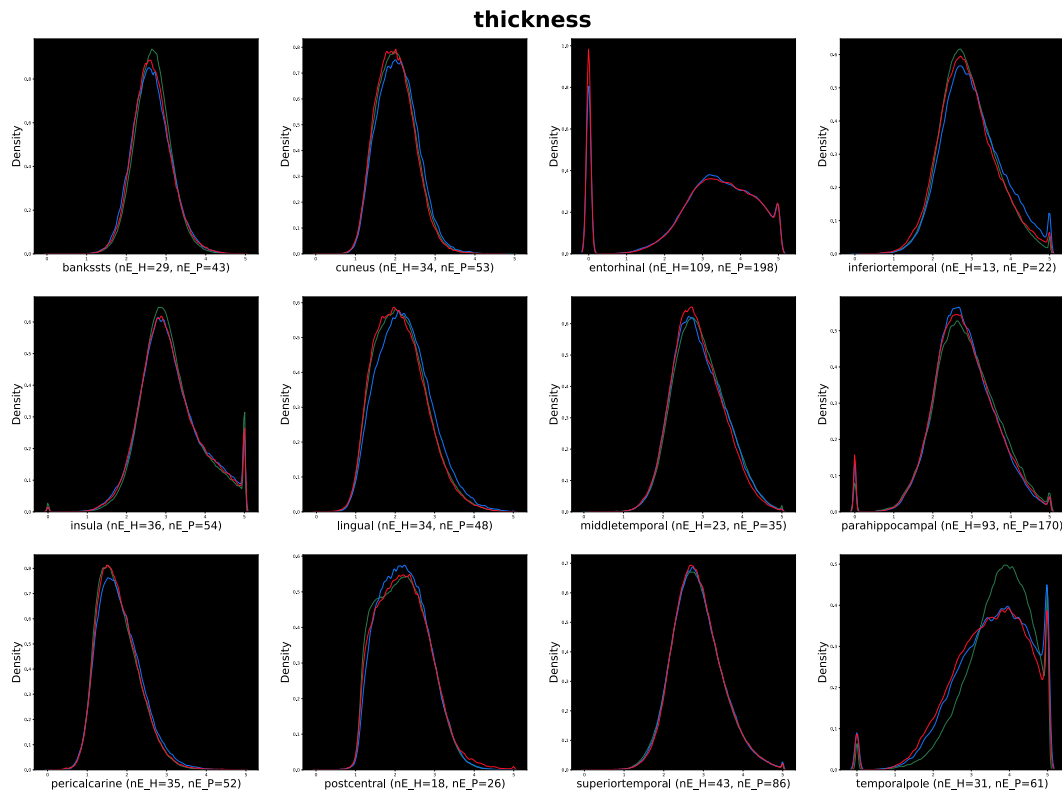 thickness
Density
bankssts (nE_H=29, nE_P=43)
Density
cuneus (nE_H=34, nE_P=53)
Density
entorhinal (nE_H=109, nE_P=198)
Density
inferiortemporal (nE_H=13, nE_P=22)
Density
insula (nE_H=36, nE_P=54)
Density
lingual (nE_H=34, nE_P=48)
Density
middletemporal (nE_H=23, nE_P=35)
Density
parahippocampal (nE_H=93, nE_P=170)
Density
pericalcarine (nE_H=35, nE_P=52)
Density
postcentral (nE_H=18, nE_P=26)
Density
superiortemporal (nE_H=43, nE_P=86)
Density
temporalpole (nE_H=31, nE_P=61)